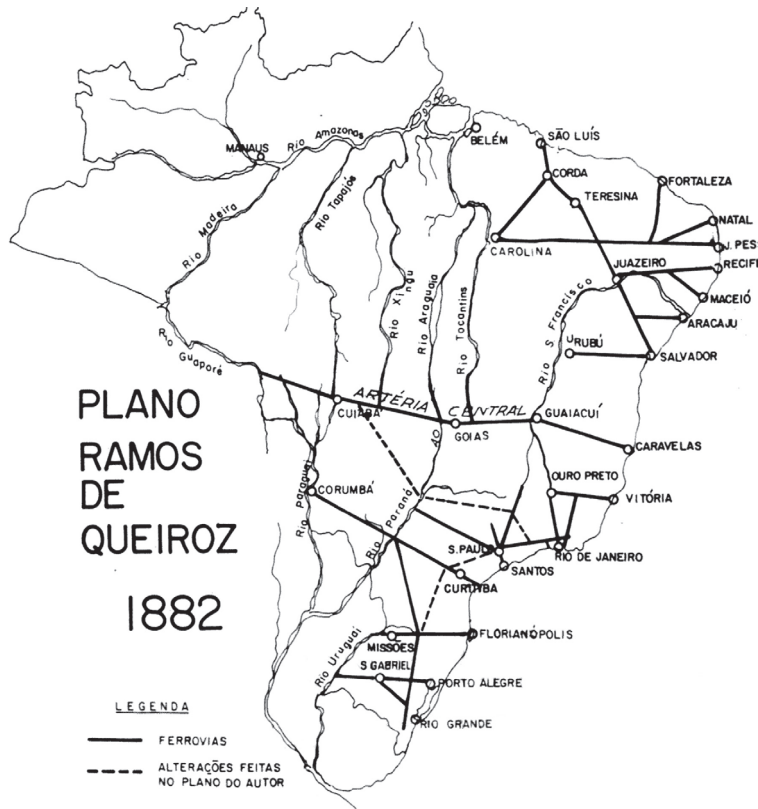 MANAUS
Rio Amazonas
BELÉM
SÃO LUÍS
CORDA
TERESINA
FORTALEZA
NATAL
Rio Madeira
Rio Tapajós
CAROLINA
J. PES
JUAZEIRO
RECIFE
Rio Xingu
Rio Araguaia
Rio Tocantins
Rio S Francisco
MACEIÓ
ARACAJU
Rio Guaporé
URUBÚ
SALVADOR
PLANO
RAMOS
DE
QUEIROZ
1882
ARTÉRIA CENTRAL
CUIABÁ
AO
GOIAS
GUAIACUÍ
CARAVELAS
Rio Paraguai
CORUMBÁ
OURO PRETO
VITÓRIA
Rio Paraná
S. PAULO
RIO DE JANEIRO
SANTOS
CURITYBA
Rio Uruguai
MISSÕES
FLORIANÓPOLIS
S GABRIEL
PORTO ALEGRE
RIO GRANDE
LEGENDA
FERROVIAS
ALTERAÇÕES FEITAS
NO PLANO DO AUTOR